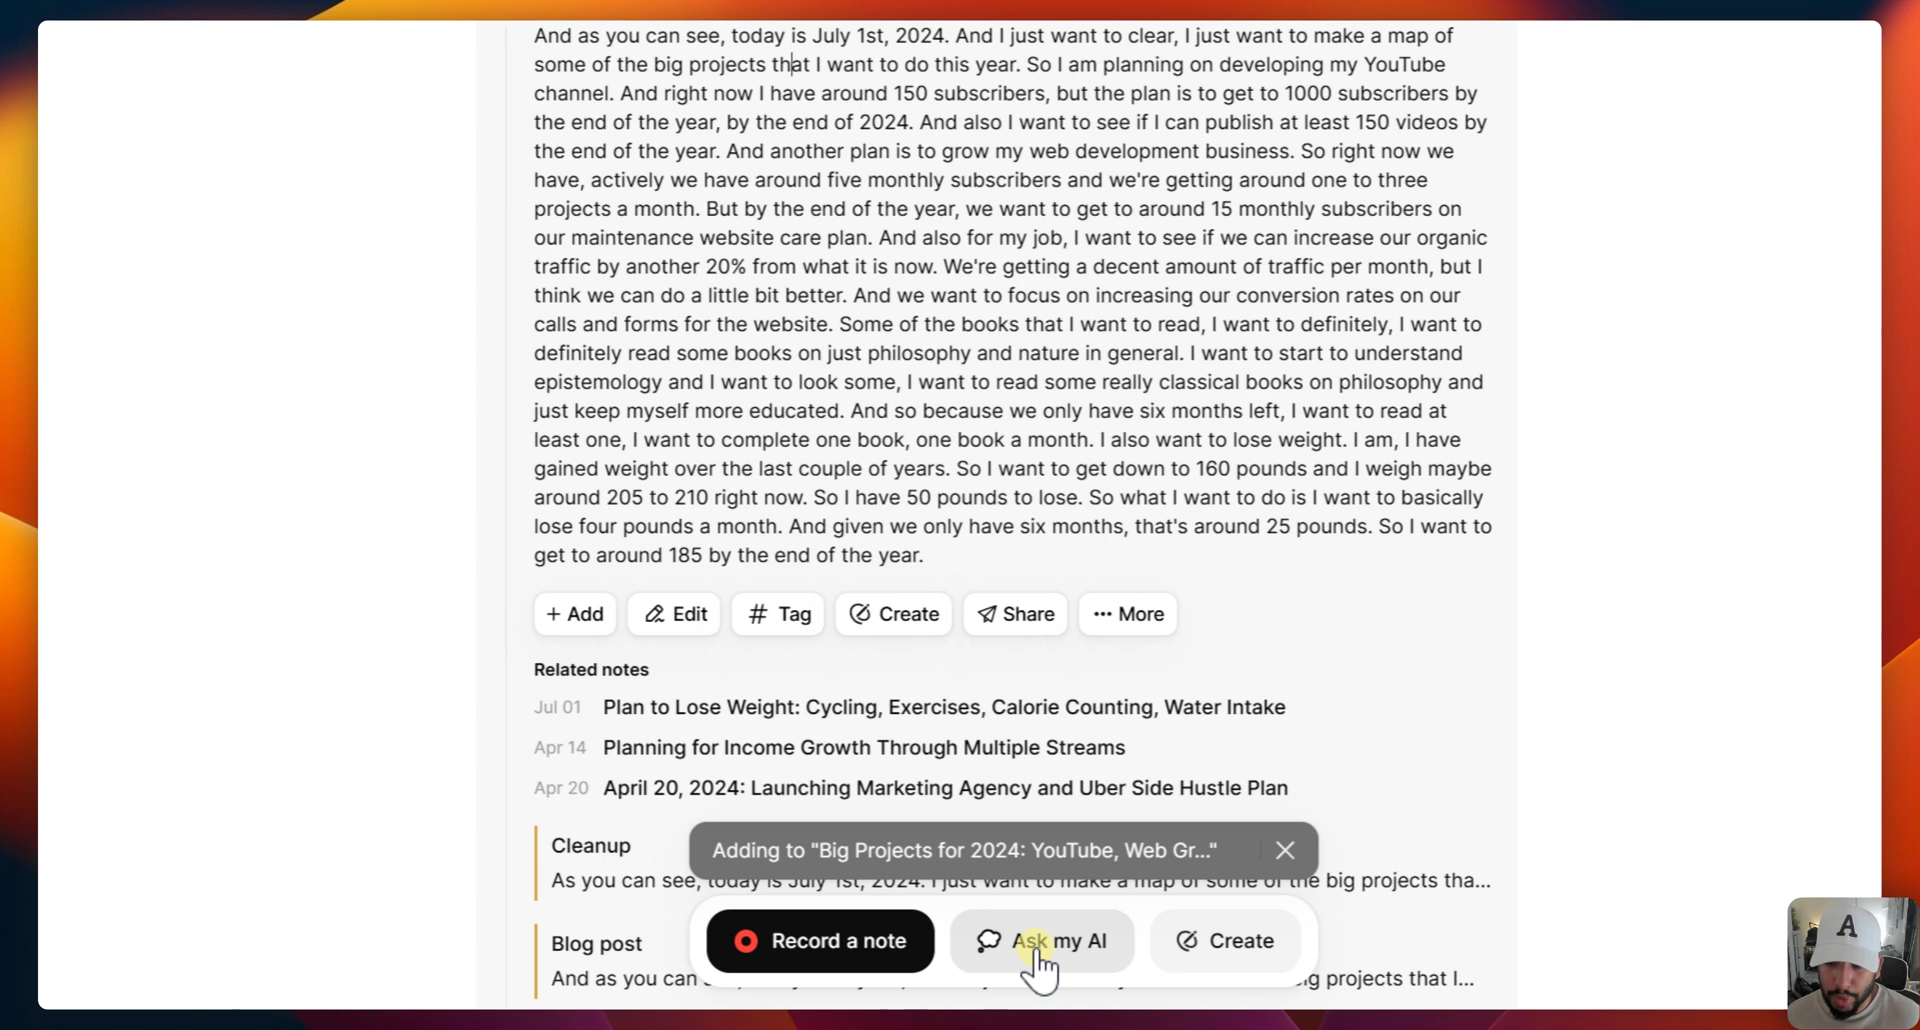 And as you can see, today is July 1st, 2024. And I just want to clear, I just want to make a map of
some of the big projects that I want to do this year. So I am planning on developing my YouTube
channel. And right now I have around 150 subscribers, but the plan is to get to 1000 subscribers by
the end of the year, by the end of 2024. And also I want to see if I can publish at least 150 videos by
the end of the year. And another plan is to grow my web development business. So right now we
have, actively we have around five monthly subscribers and we're getting around one to three
projects a month. But by the end of the year, we want to get to around 15 monthly subscribers on
our maintenance website care plan. And also for my job, I want to see if we can increase our organic
traffic by another 20% from what it is now. We're getting a decent amount of traffic per month, but I
think we can do a little bit better. And we want to focus on increasing our conversion rates on our
calls and forms for the website. Some of the books that I want to read, I want to definitely, I want to
definitely read some books on just philosophy and nature in general. I want to start to understand
epistemology and I want to look some, I want to read some really classical books on philosophy and
just keep myself more educated. And so because we only have six months left, I want to read at
least one, I want to complete one book, one book a month. I also want to lose weight. I am, I have
gained weight over the last couple of years. So I want to get down to 160 pounds and I weigh maybe
around 205 to 210 right now. So I have 50 pounds to lose. So what I want to do is I want to basically
lose four pounds a month. And given we only have six months, that's around 25 pounds. So I want to
get to around 185 by the end of the year.
+ Add Edit # Tag Create Share ••• More
Related notes
Jul 01 Plan to Lose Weight: Cycling, Exercises, Calorie Counting, Water Intake
Apr 14 Planning for Income Growth Through Multiple Streams
Apr 20 April 20, 2024: Launching Marketing Agency and Uber Side Hustle Plan
Cleanup
Adding to "Big Projects for 2024: YouTube, Web Gr..."
As you can see, today is July 1st, 2024. I just want to make a map of some of the big projects tha...
Record a note Ask my AI Create
Blog post
And as you can big projects that I...
A